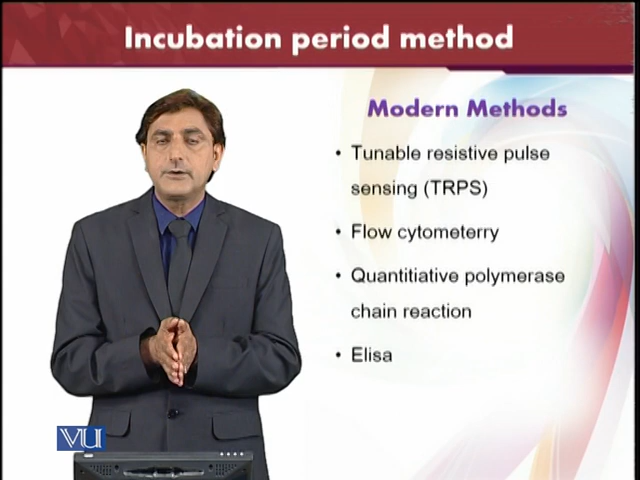 Incubation period method
Modern Methods
• Tunable resistive pulse
sensing (TRPS)
• Flow cytometerry
• Quantitiative polymerase
chain reaction
• Elisa
VU